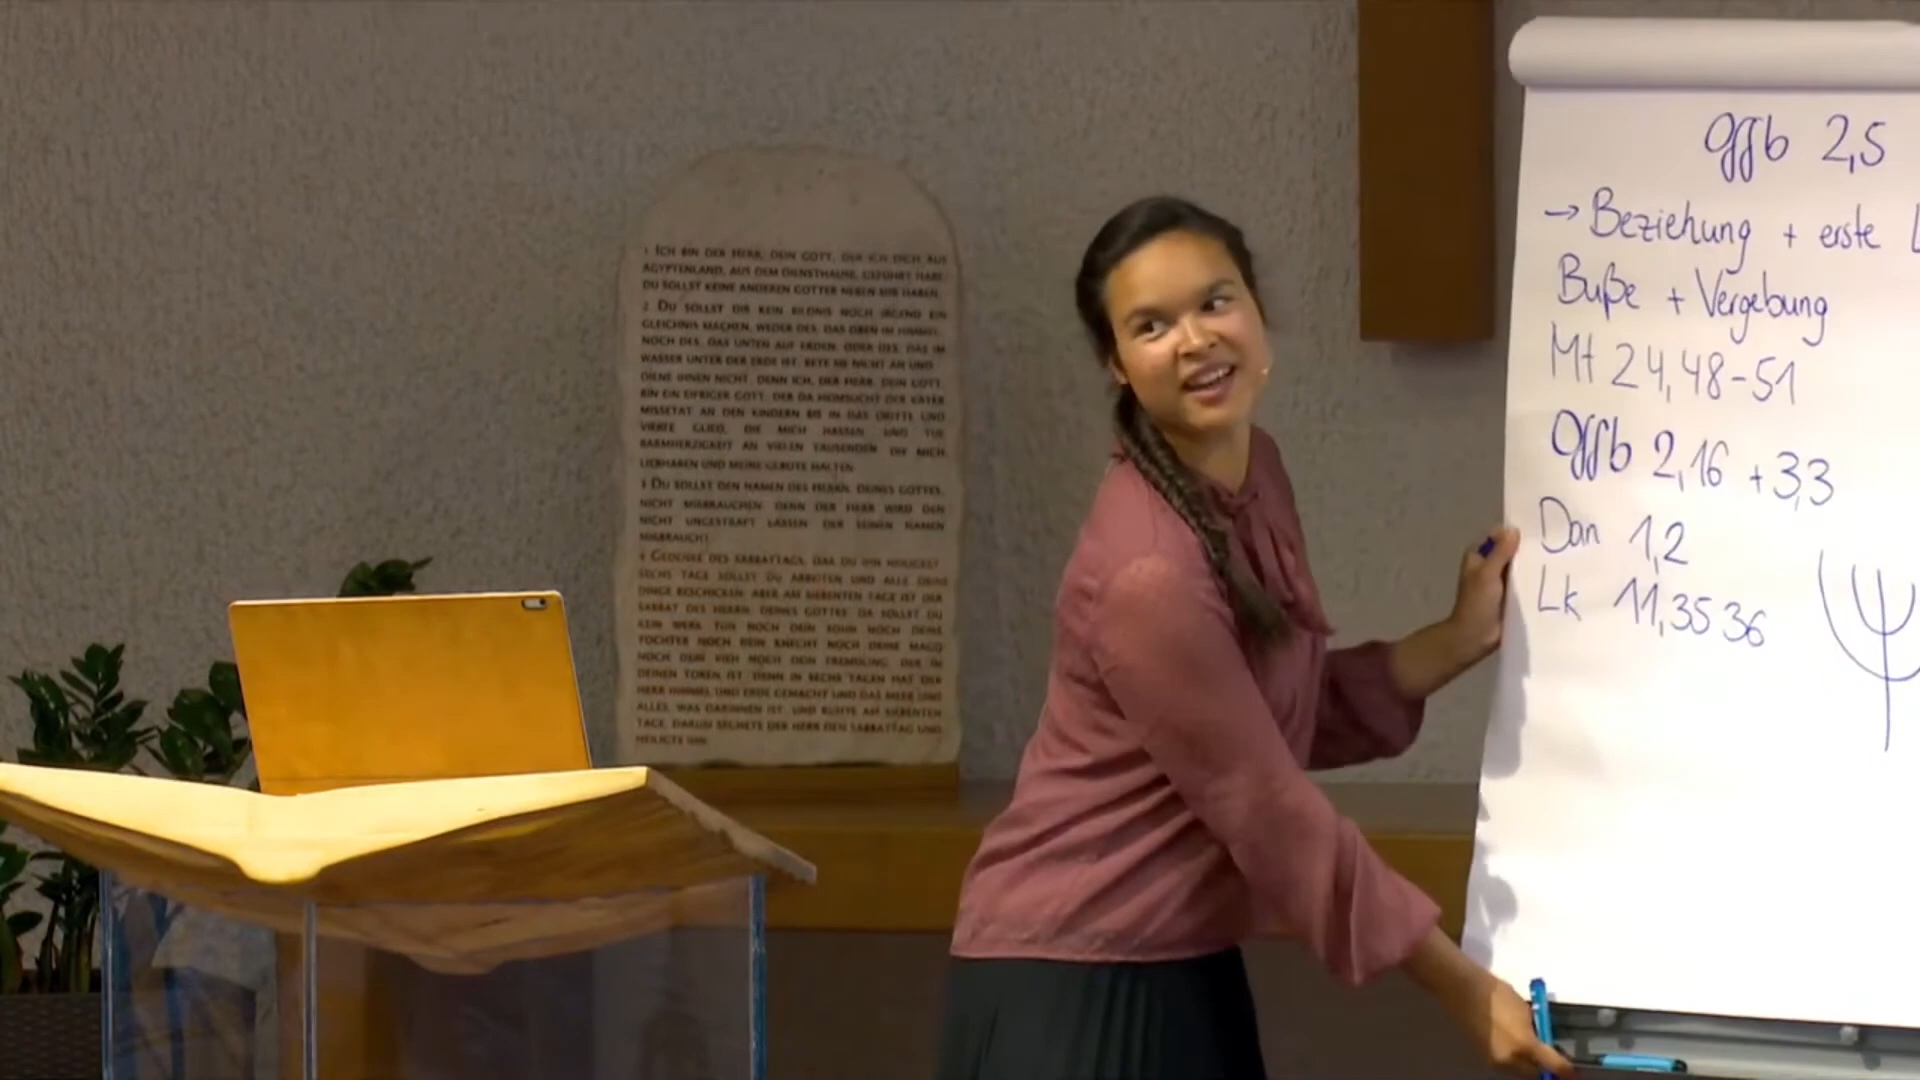 1 ICH BIN DER HERR, DEIN GOTT, DER ICH DICH AUS
ÄGYPTENLAND, AUS DEM DIENSTHAUSE, GEFÜHRT HABE.
DU SOLLST KEINE ANDEREN GÖTTER NEBEN MIR HABEN.
2 DU SOLLST DIR KEIN BILDNIS NOCH IRGEND EIN
GLEICHNIS MACHEN, WEDER DES, DAS OBEN IM HIMMEL,
NOCH DES, DAS UNTEN AUF ERDEN, ODER DES, DAS IM
WASSER UNTER DER ERDE IST. BETE SIE NICHT AN UND
DIENE IHNEN NICHT. DENN ICH, DER HERR, DEIN GOTT,
BIN EIN EIFRIGER GOTT, DER DA HEIMSUCHT DER VÄTER
MISSETAT AN DEN KINDERN BIS IN DAS DRITTE UND
VIERTE GLIED, DIE MICH HASSEN UND TUE
BARMHERZIGKEIT AN VIELEN TAUSENDEN DIE MICH
LIEBHABEN UND MEINE GEBOTE HALTEN
3 DU SOLLST DEN NAMEN DES HERRN, DEINES GOTTES,
NICHT MISSBRAUCHEN. DENN DER HERR WIRD DEN
NICHT UNGESTRAFT LASSEN DER SEINEN NAMEN
MISSBRAUCHT.
4 GEDENKE DES SABBATTAGS, DAS DU IHN HEILIGEST
SECHS TAGE SOLLST DU ARBEITEN UND ALLE DEINE
DINGE BESCHICKEN. ABER AM SIEBENTEN TAGE IST DER
SABBAT DES HERRN, DEINES GOTTES. DA SOLLST DU
KEIN WERK TUN NOCH DEIN SOHN NOCH DEINE
TOCHTER NOCH DEIN KNECHT NOCH DEINE MAGD
NOCH DEIN VIEH NOCH DEIN FREMDLING, DER IN
DEINEN TOREN IST. DENN IN SECHS TAGEN HAT DER
HERR HIMMEL UND ERDE GEMACHT UND DAS MEER UND
ALLES, WAS DARINNEN IST, UND RUHTE AM SIEBENTEN
TAGE. DARUM SEGNETE DER HERR DEN SABBATTAG UND
HEILIGTE IHN.
Offb 2,5
→ Beziehung + erste
Buße + Vergebung
Mt 24,48-51
Offb 2,16 + 3,3
Dan 1,2
Lk 11,35 36